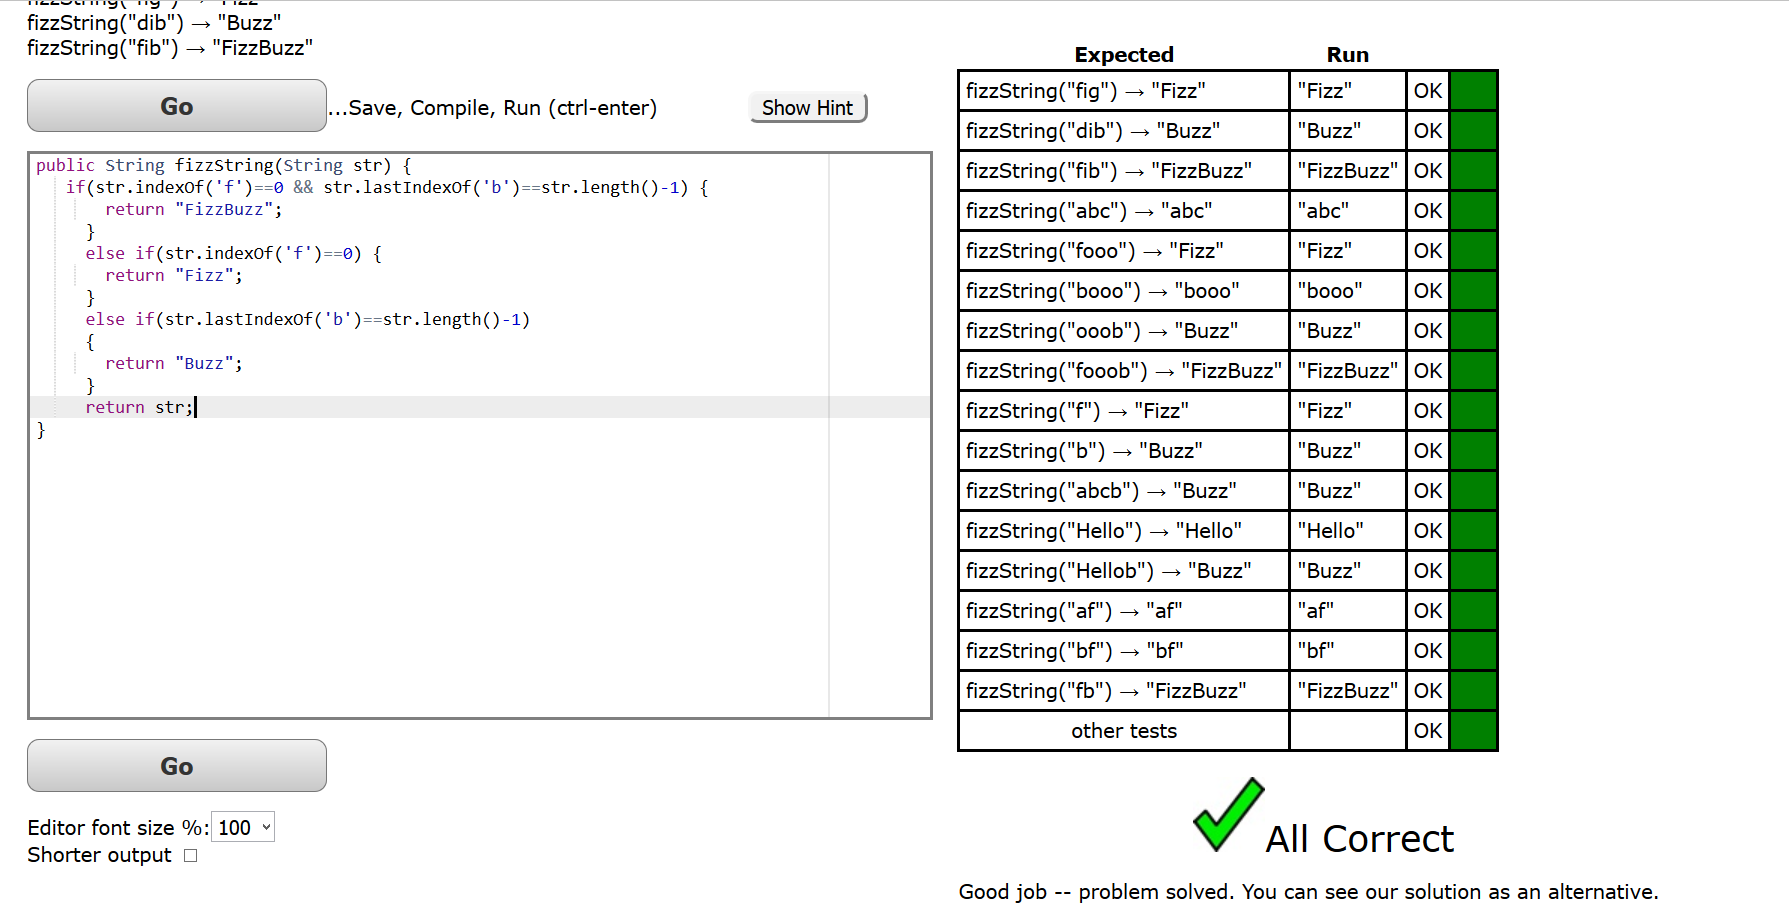 fizzString("fig") → "Fizz"
fizzString("dib") → "Buzz"
fizzString("fib") → "FizzBuzz"
Go
...Save, Compile, Run (ctrl-enter)
Show Hint
public String fizzString(String str) {
   if(str.indexOf('f')==0 && str.lastIndexOf('b')==str.length()-1) {
       return "FizzBuzz";
     }
     else if(str.indexOf('f')==0) {
       return "Fizz";
     }
     else if(str.lastIndexOf('b')==str.length()-1)
     {
       return "Buzz";
     }
     return str;
}
Go
Editor font size %: 100
Shorter output
Expected Run
fizzString("fig") → "Fizz" "Fizz" OK
fizzString("dib") → "Buzz" "Buzz" OK
fizzString("fib") → "FizzBuzz" "FizzBuzz" OK
fizzString("abc") → "abc" "abc" OK
fizzString("fooo") → "Fizz" "Fizz" OK
fizzString("booo") → "booo" "booo" OK
fizzString("ooob") → "Buzz" "Buzz" OK
fizzString("fooob") → "FizzBuzz" "FizzBuzz" OK
fizzString("f") → "Fizz" "Fizz" OK
fizzString("b") → "Buzz" "Buzz" OK
fizzString("abcb") → "Buzz" "Buzz" OK
fizzString("Hello") → "Hello" "Hello" OK
fizzString("Hellob") → "Buzz" "Buzz" OK
fizzString("af") → "af" "af" OK
fizzString("bf") → "bf" "bf" OK
fizzString("fb") → "FizzBuzz" "FizzBuzz" OK
other tests OK
All Correct
Good job -- problem solved. You can see our solution as an alternative.